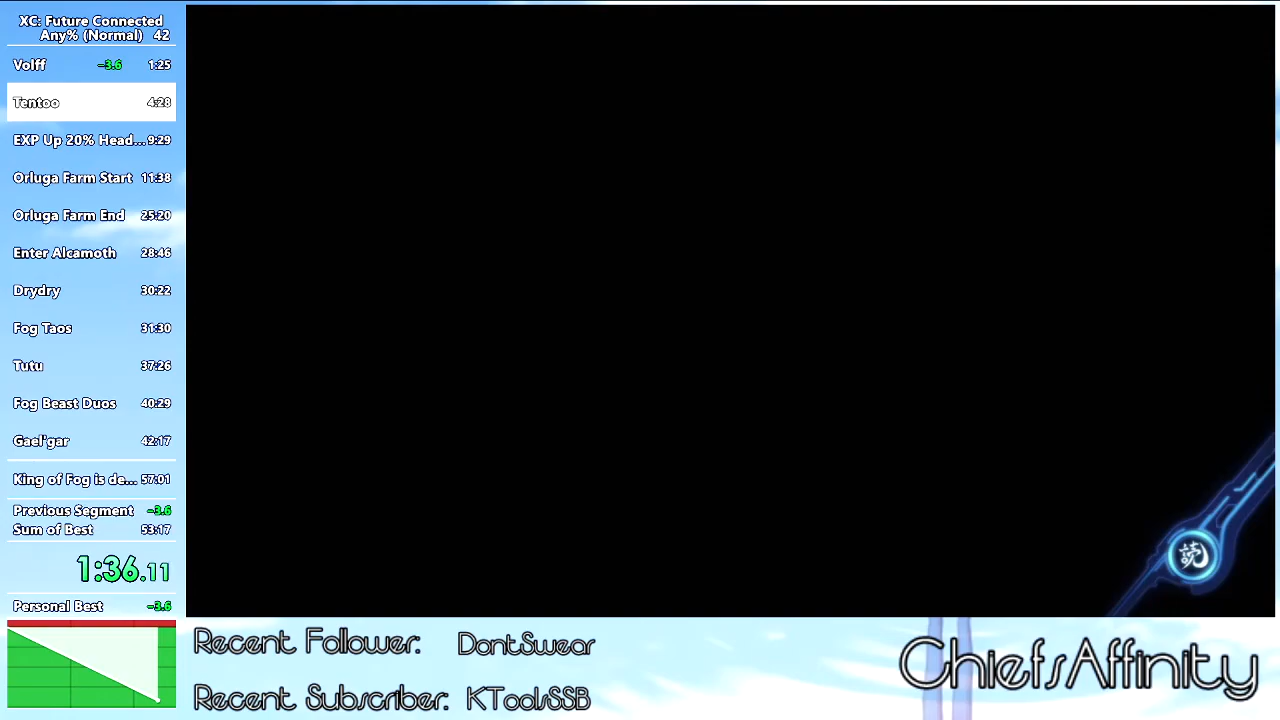 XC: Future Connected
Any% (Normal) 42
Volff -3.6 1:25
Tentoo 4:28
EXP Up 20% Head... 9:29
Orluga Farm Start 11:38
Orluga Farm End 25:20
Enter Alcamoth 28:46
Drydry 30:22
Fog Taos 31:30
Tutu 37:26
Fog Beast Duos 40:29
Gael'gar 42:17
King of Fog is de... 57:01
Previous Segment -3.6
Sum of Best 53:17
1:36.11
Personal Best -3.6
読
Recent Follower: DontSwear
Recent Subscriber: KToolsSSB
ChiefsAffinity